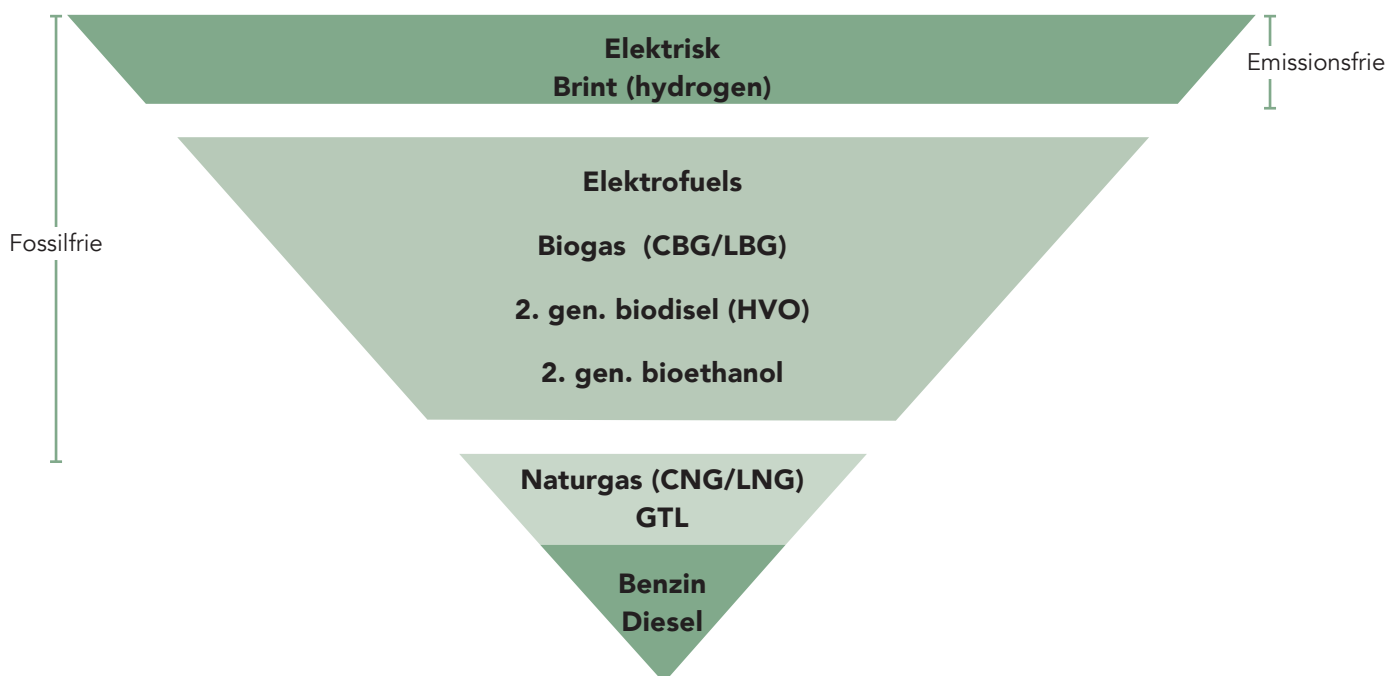 Elektrisk
Brint (hydrogen)
Emissionsfrie
Elektrofuels
Fossilfrie
Biogas (CBG/LBG)
2. gen. biodisel (HVO)
2. gen. bioethanol
Naturgas (CNG/LNG)
GTL
Benzin
Diesel